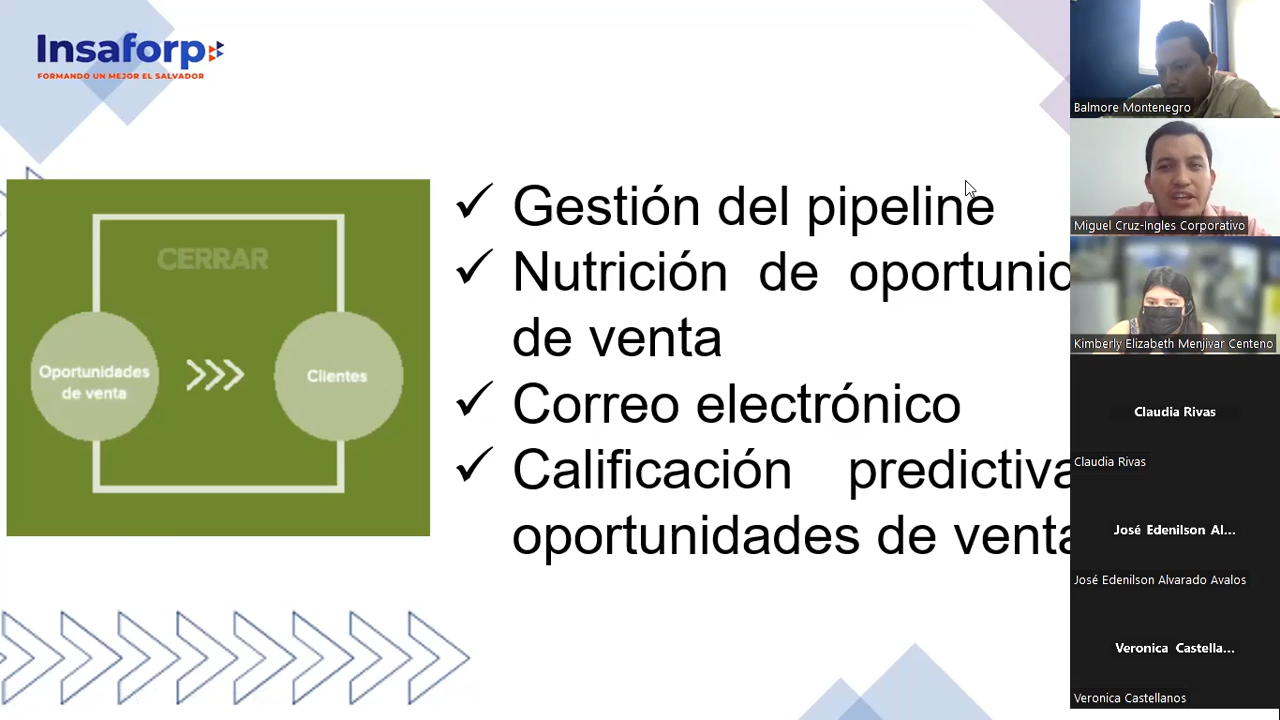 Insaforp
FORMANDO UN MEJOR EL SALVADOR
CERRAR
Oportunidades
de venta
Clientes
✓ Gestión del pipeline
✓ Nutrición de oportunic
de venta
✓ Correo electrónico
✓ Calificación predictiva
oportunidades de venta
Balmore Montenegro
Miguel Cruz-Ingles Corporativo
Kimberly Elizabeth Menjivar Centeno
Claudia Rivas
Claudia Rivas
José Edenilson Al...
José Edenilson Alvarado Avalos
Veronica Castella...
Veronica Castellanos